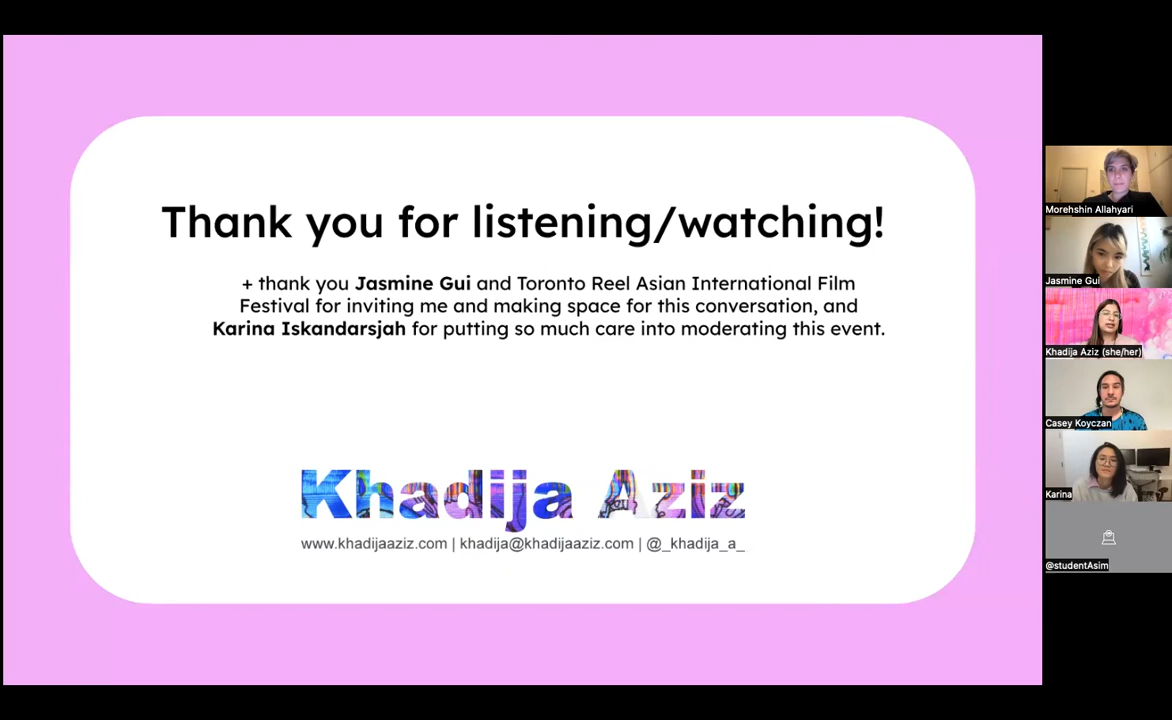 Thank you for listening/watching!
+ thank you Jasmine Gui and Toronto Reel Asian International Film
Festival for inviting me and making space for this conversation, and
Karina Iskandarsjah for putting so much care into moderating this event.
Khadija Aziz
www.khadijaaziz.com | khadija@khadijaaziz.com | @_khadija_a_
Morehshin Allahyari
Jasmine Gui
Khadija Aziz (she/her)
Casey Koyczan
Karina
@studentAsim